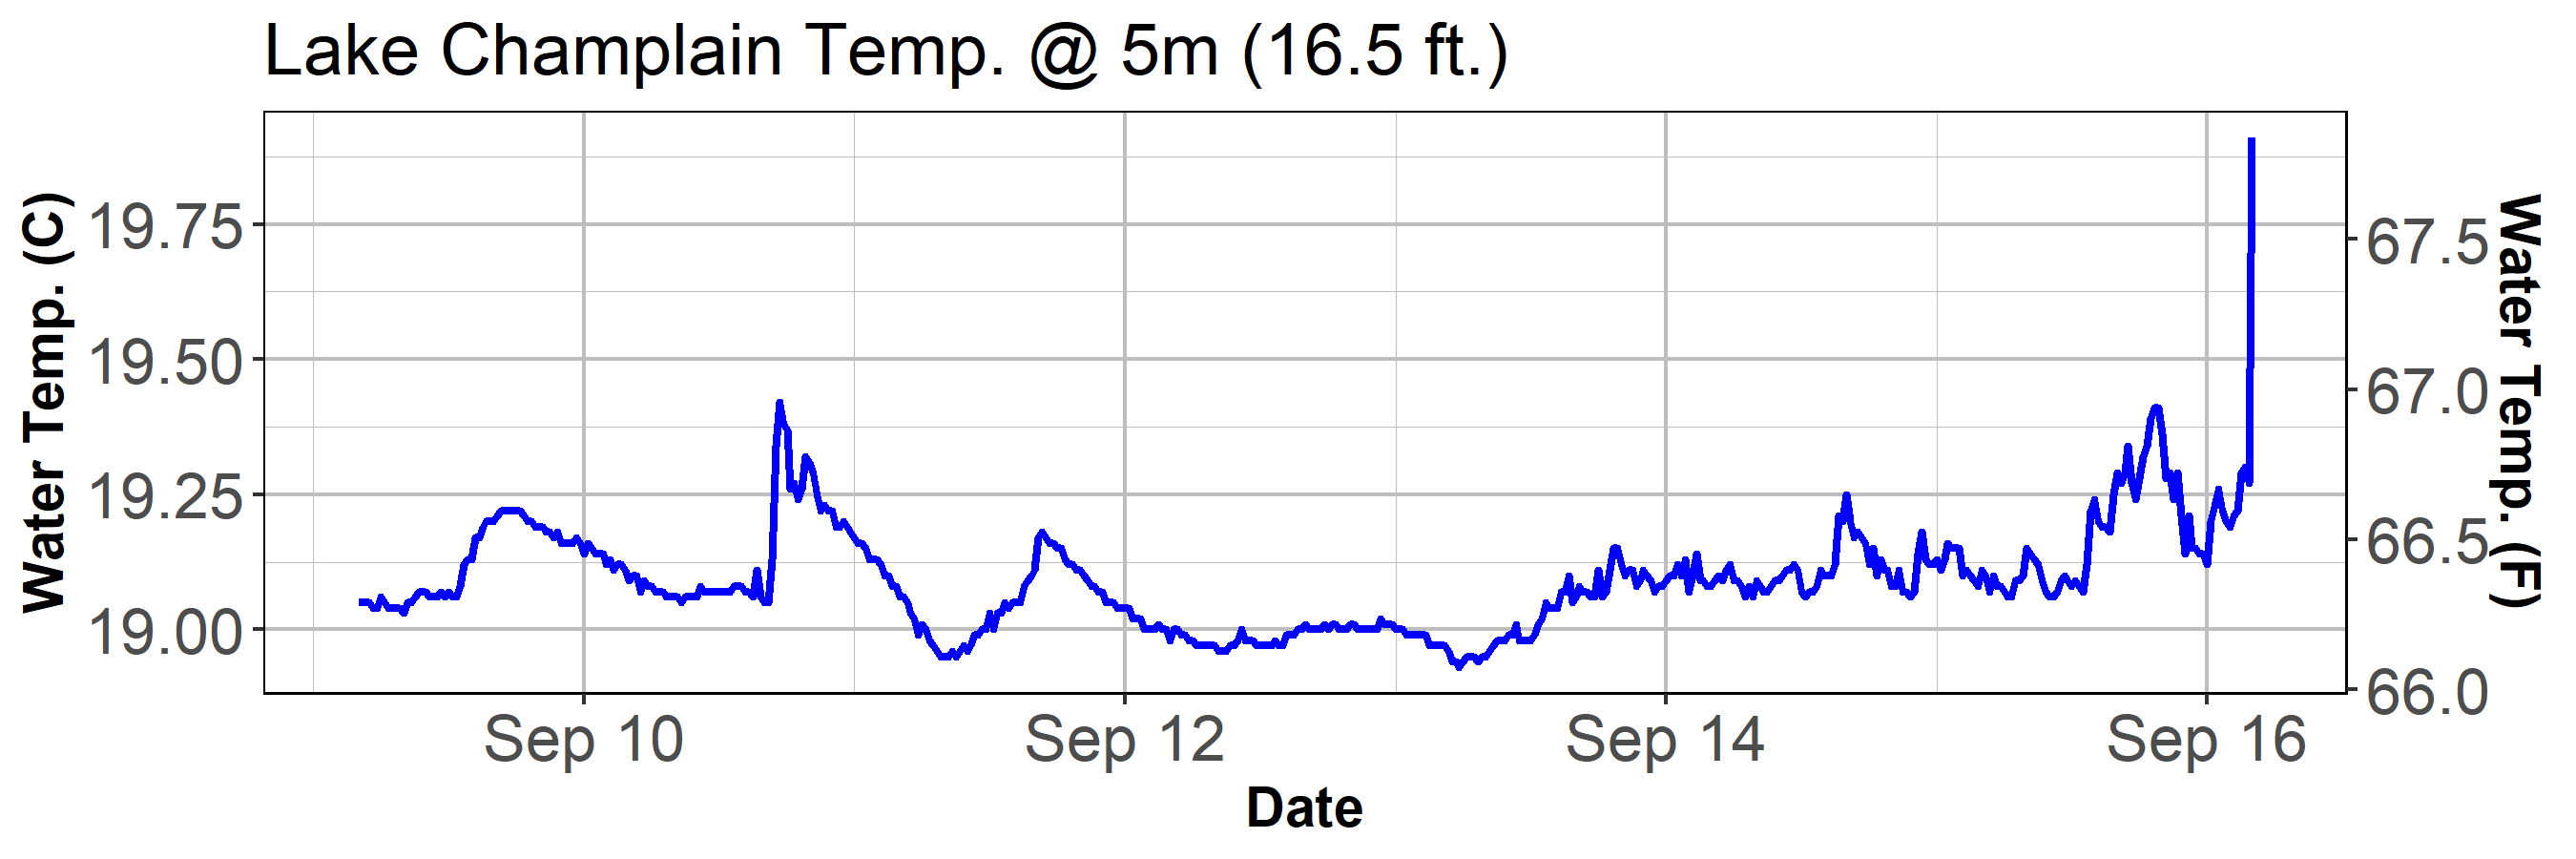 Lake Champlain Temp. @ 5m (16.5 ft.)
Water Temp. (C)
19.75
19.50
19.25
19.00
67.5
67.0
66.5
66.0
Water Temp. (F)
Sep 10 Sep 12 Sep 14 Sep 16
Date